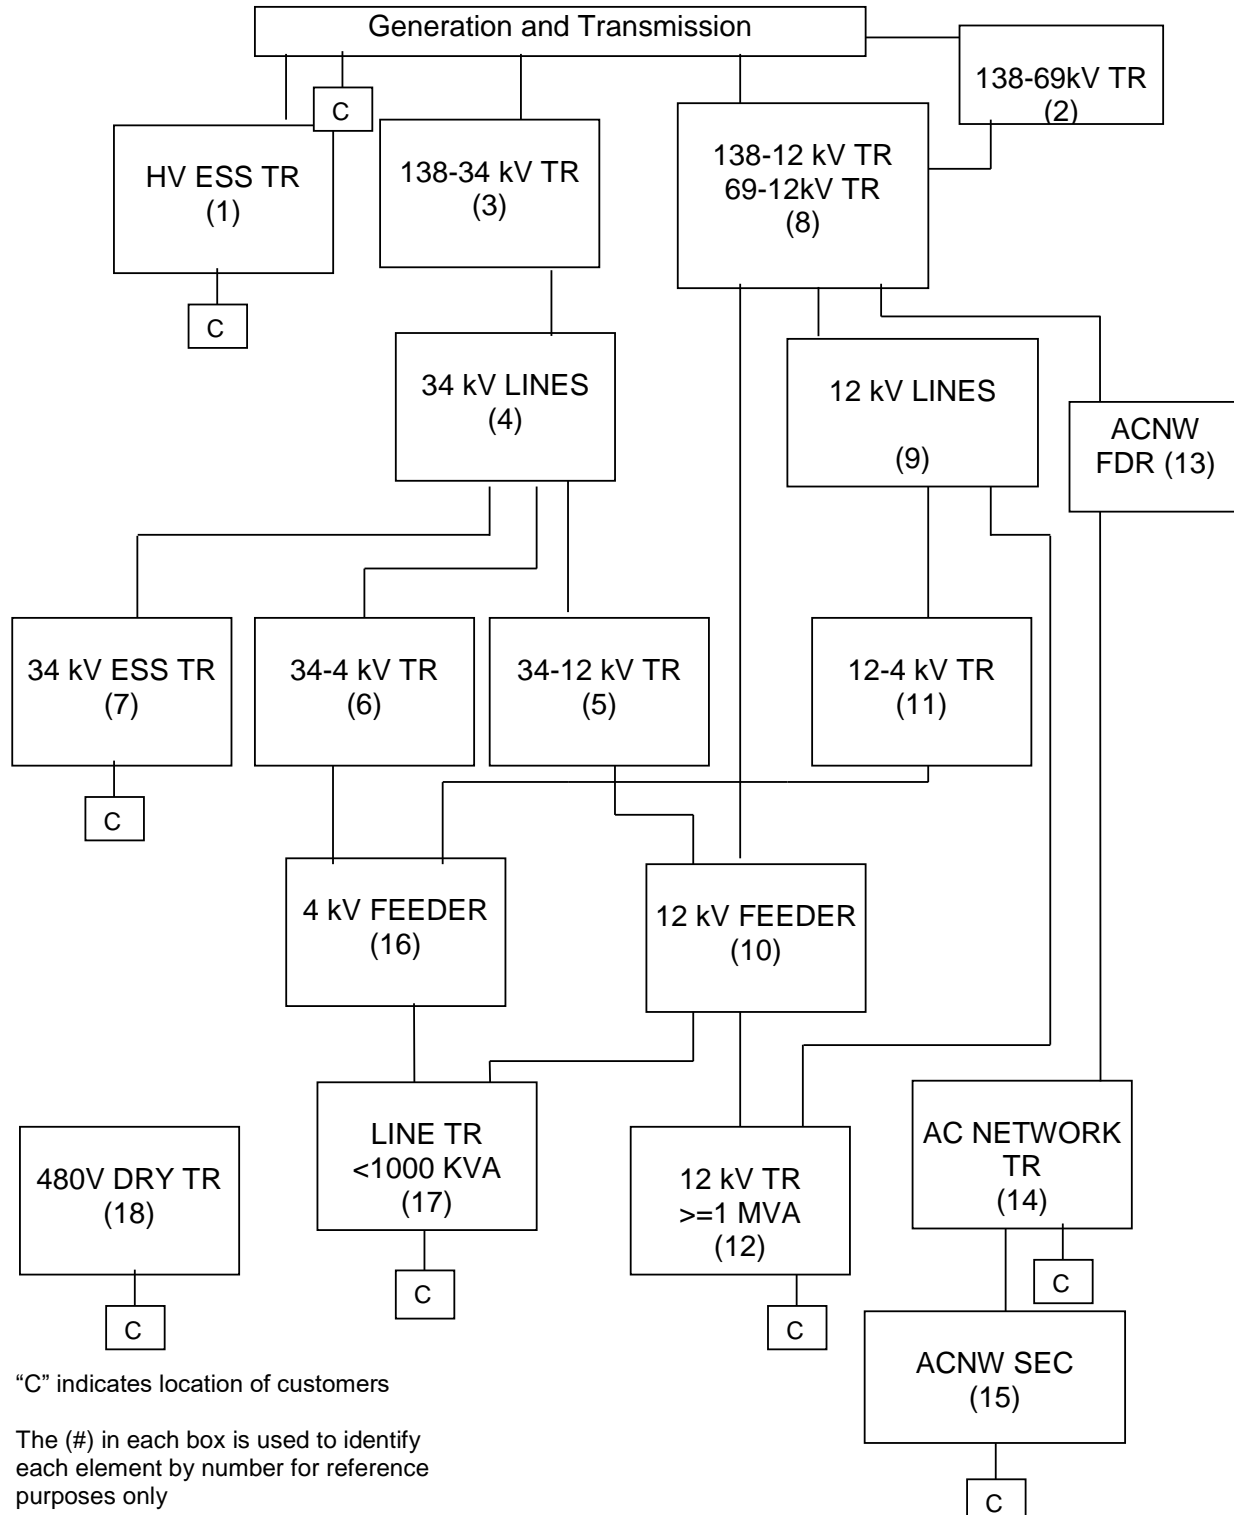 Generation and Transmission
138-69kV TR
(2)
C
HV ESS TR
(1)
138-34 kV TR
(3)
138-12 kV TR
69-12kV TR
(8)
C
34 kV LINES
(4)
12 kV LINES
(9)
ACNW
FDR (13)
34 kV ESS TR
(7)
34-4 kV TR
(6)
34-12 kV TR
(5)
12-4 kV TR
(11)
C
4 kV FEEDER
(16)
12 kV FEEDER
(10)
480V DRY TR
(18)
LINE TR
<1000 KVA
(17)
12 kV TR
>=1 MVA
(12)
AC NETWORK
TR
(14)
C
C
C
C
ACNW SEC
(15)
C
“C” indicates location of customers
The (#) in each box is used to identify
each element by number for reference
purposes only